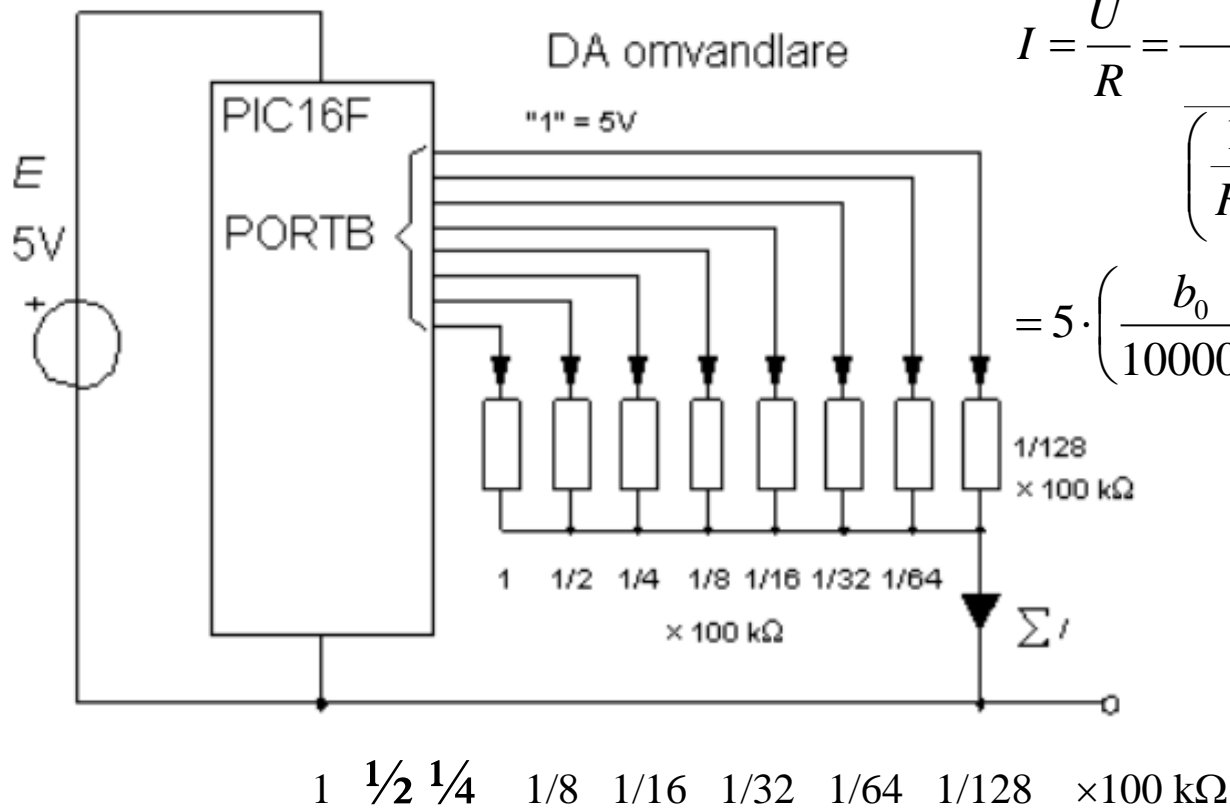 DA omvandlare
I = U/R =
PIC16F
"1" = 5V
E
5V
+
PORTB
= 5 · ( b₀ / 10000
1/128
× 100 kΩ
1 1/2 1/4 1/8 1/16 1/32 1/64
× 100 kΩ
∑ I
1 ½ ¼ 1/8 1/16 1/32 1/64 1/128 ×100 kΩ